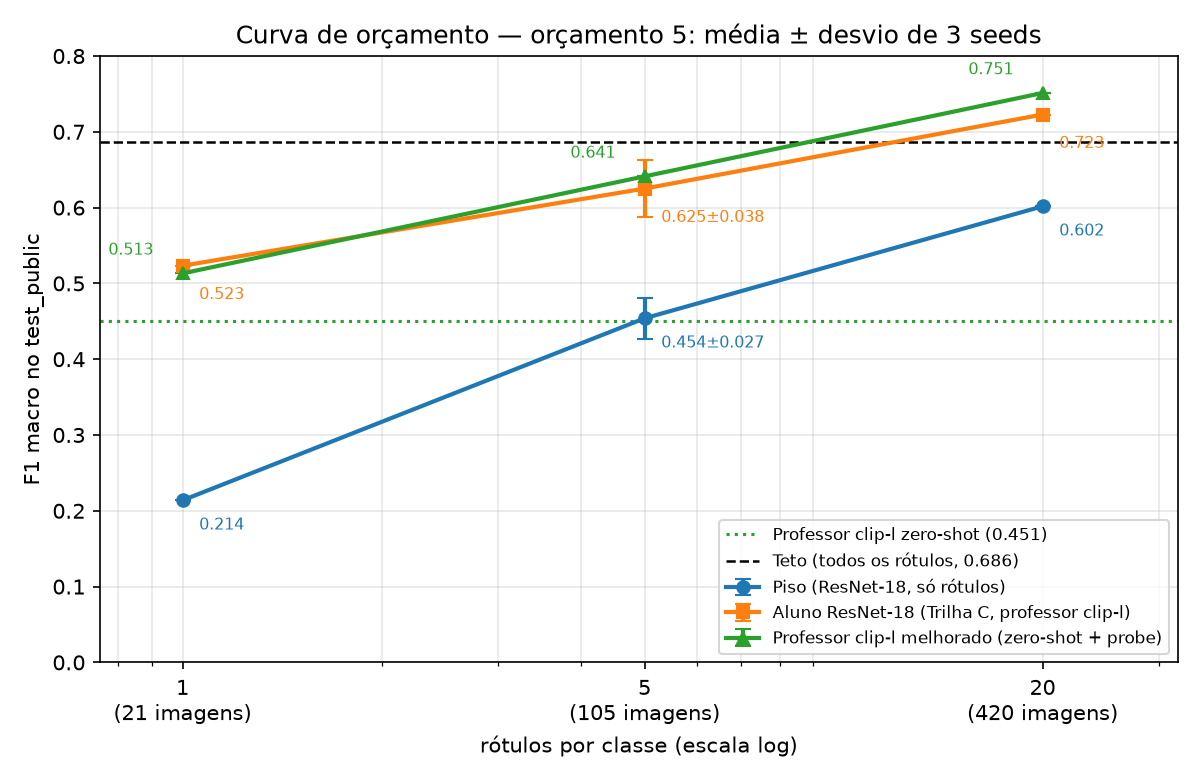 Curva de orçamento — orçamento 5: média ± desvio de 3 seeds
F1 macro no test_public
0.8
0.7
0.6
0.5
0.4
0.3
0.2
0.1
0.0
0.751
0.723
0.641
0.625±0.038
0.602
0.513
0.523
0.454±0.027
0.214
Professor clip-l zero-shot (0.451)
Teto (todos os rótulos, 0.686)
Piso (ResNet-18, só rótulos)
Aluno ResNet-18 (Trilha C, professor clip-l)
Professor clip-l melhorado (zero-shot + probe)
1
(21 imagens)
5
(105 imagens)
20
(420 imagens)
rótulos por classe (escala log)